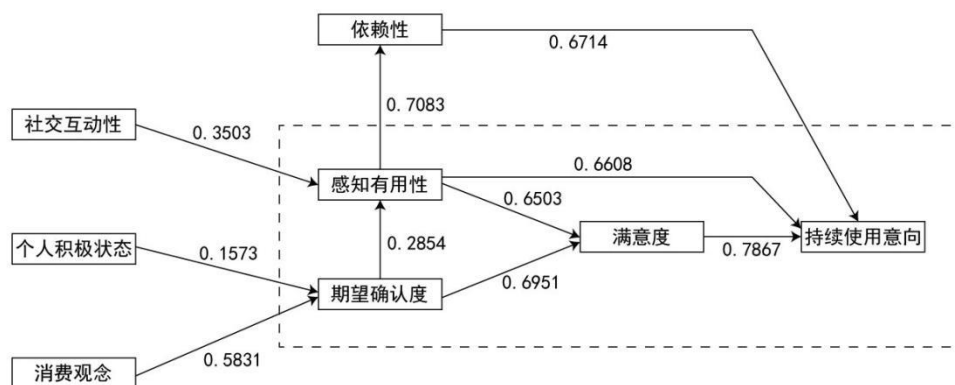 依赖性
0.6714
0.7083
社交互动性
0.3503
0.6608
感知有用性
0.6503
满意度
持续使用意向
个人积极状态
0.1573
0.2854
0.7867
期望确认度
0.6951
0.5831
消费观念